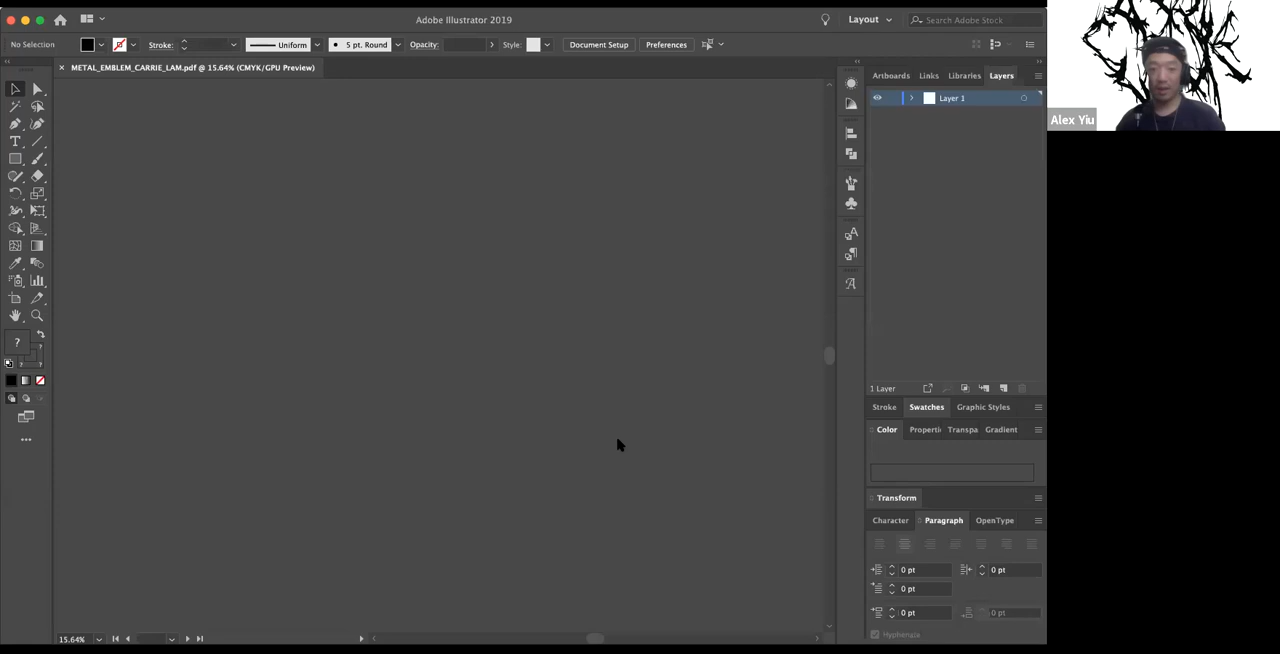 Adobe Illustrator 2019
Layout
Search Adobe Stock
No Selection
Stroke:
Uniform
5 pt. Round
Opacity:
Style:
Document Setup
Preferences
METAL_EMBLEM_CARRIE_LAM.pdf @ 15.64% (CMYK/GPU Preview)
Artboards
Links
Libraries
Layers
Layer 1
Alex Yiu
1 Layer
Stroke
Swatches
Graphic Styles
Color
Properti
Transpa
Gradient
Transform
Character
Paragraph
OpenType
0 pt
0 pt
0 pt
0 pt
0 pt
Hyphenate
15.64%